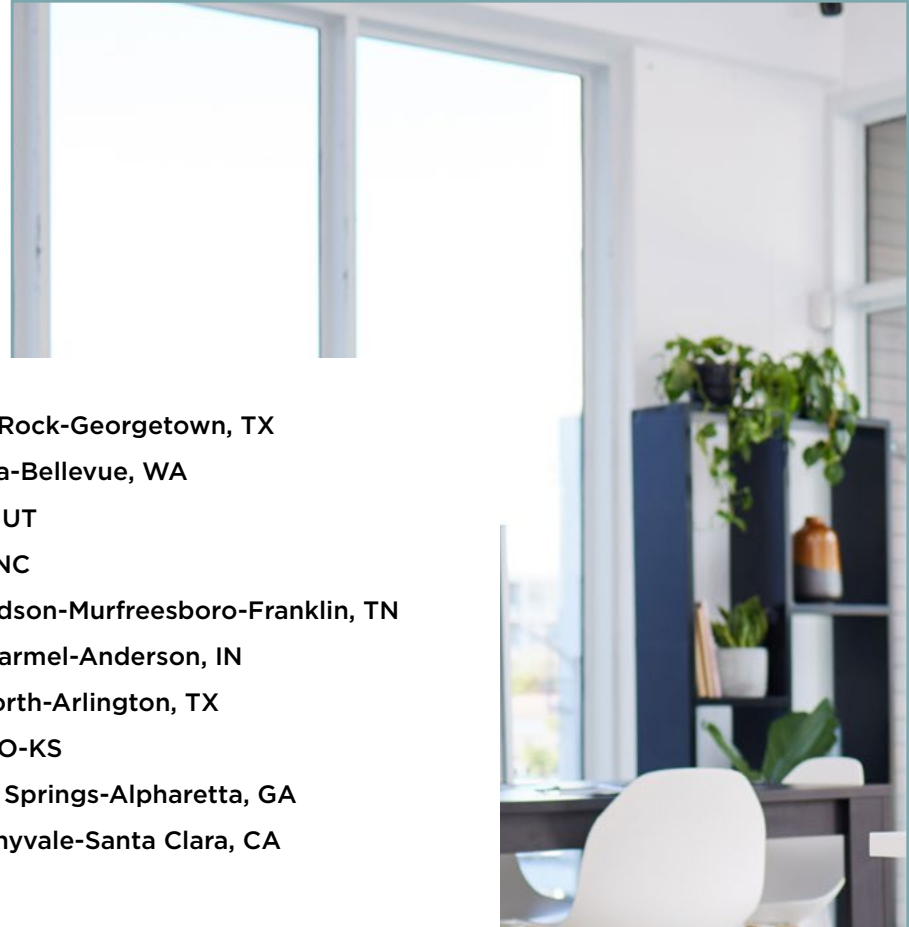 Rock-Georgetown, TX
a-Bellevue, WA
UT
NC
dson-Murfreesboro-Franklin, TN
armel-Anderson, IN
orth-Arlington, TX
O-KS
Springs-Alpharetta, GA
nyvale-Santa Clara, CA